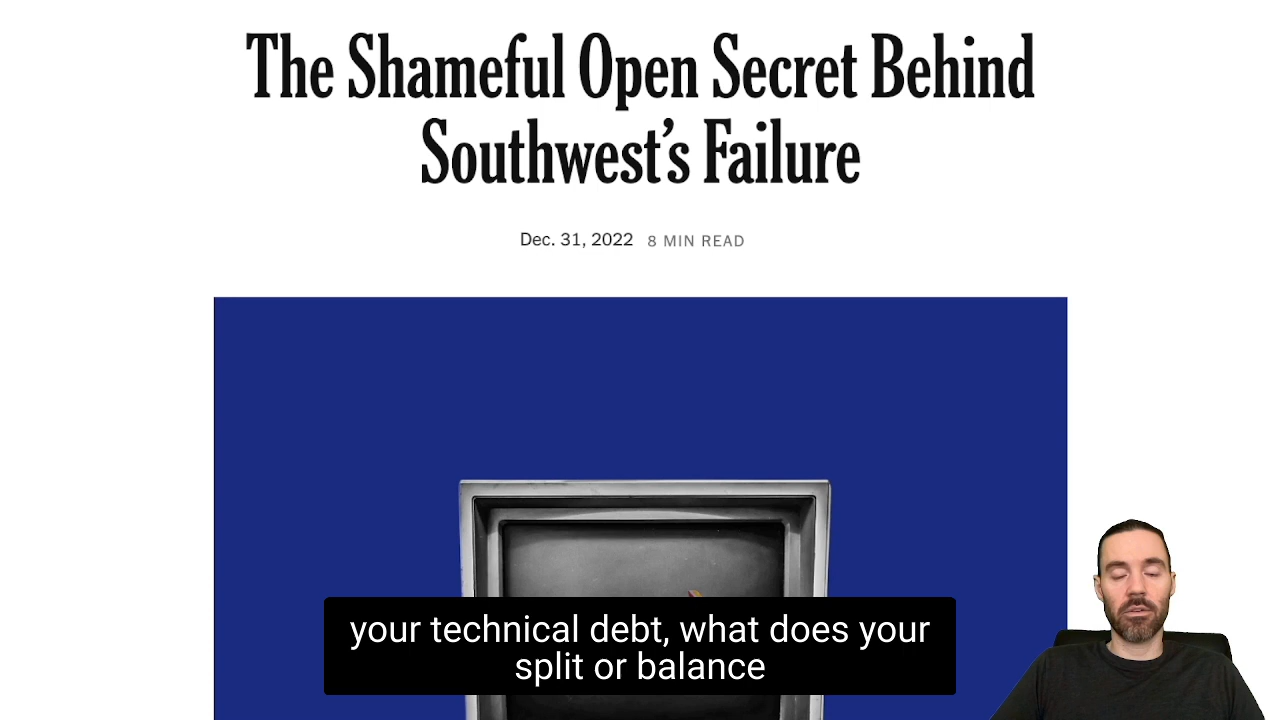 The Shameful Open Secret Behind
Southwest’s Failure
Dec. 31, 2022 8 MIN READ
your technical debt, what does your
split or balance